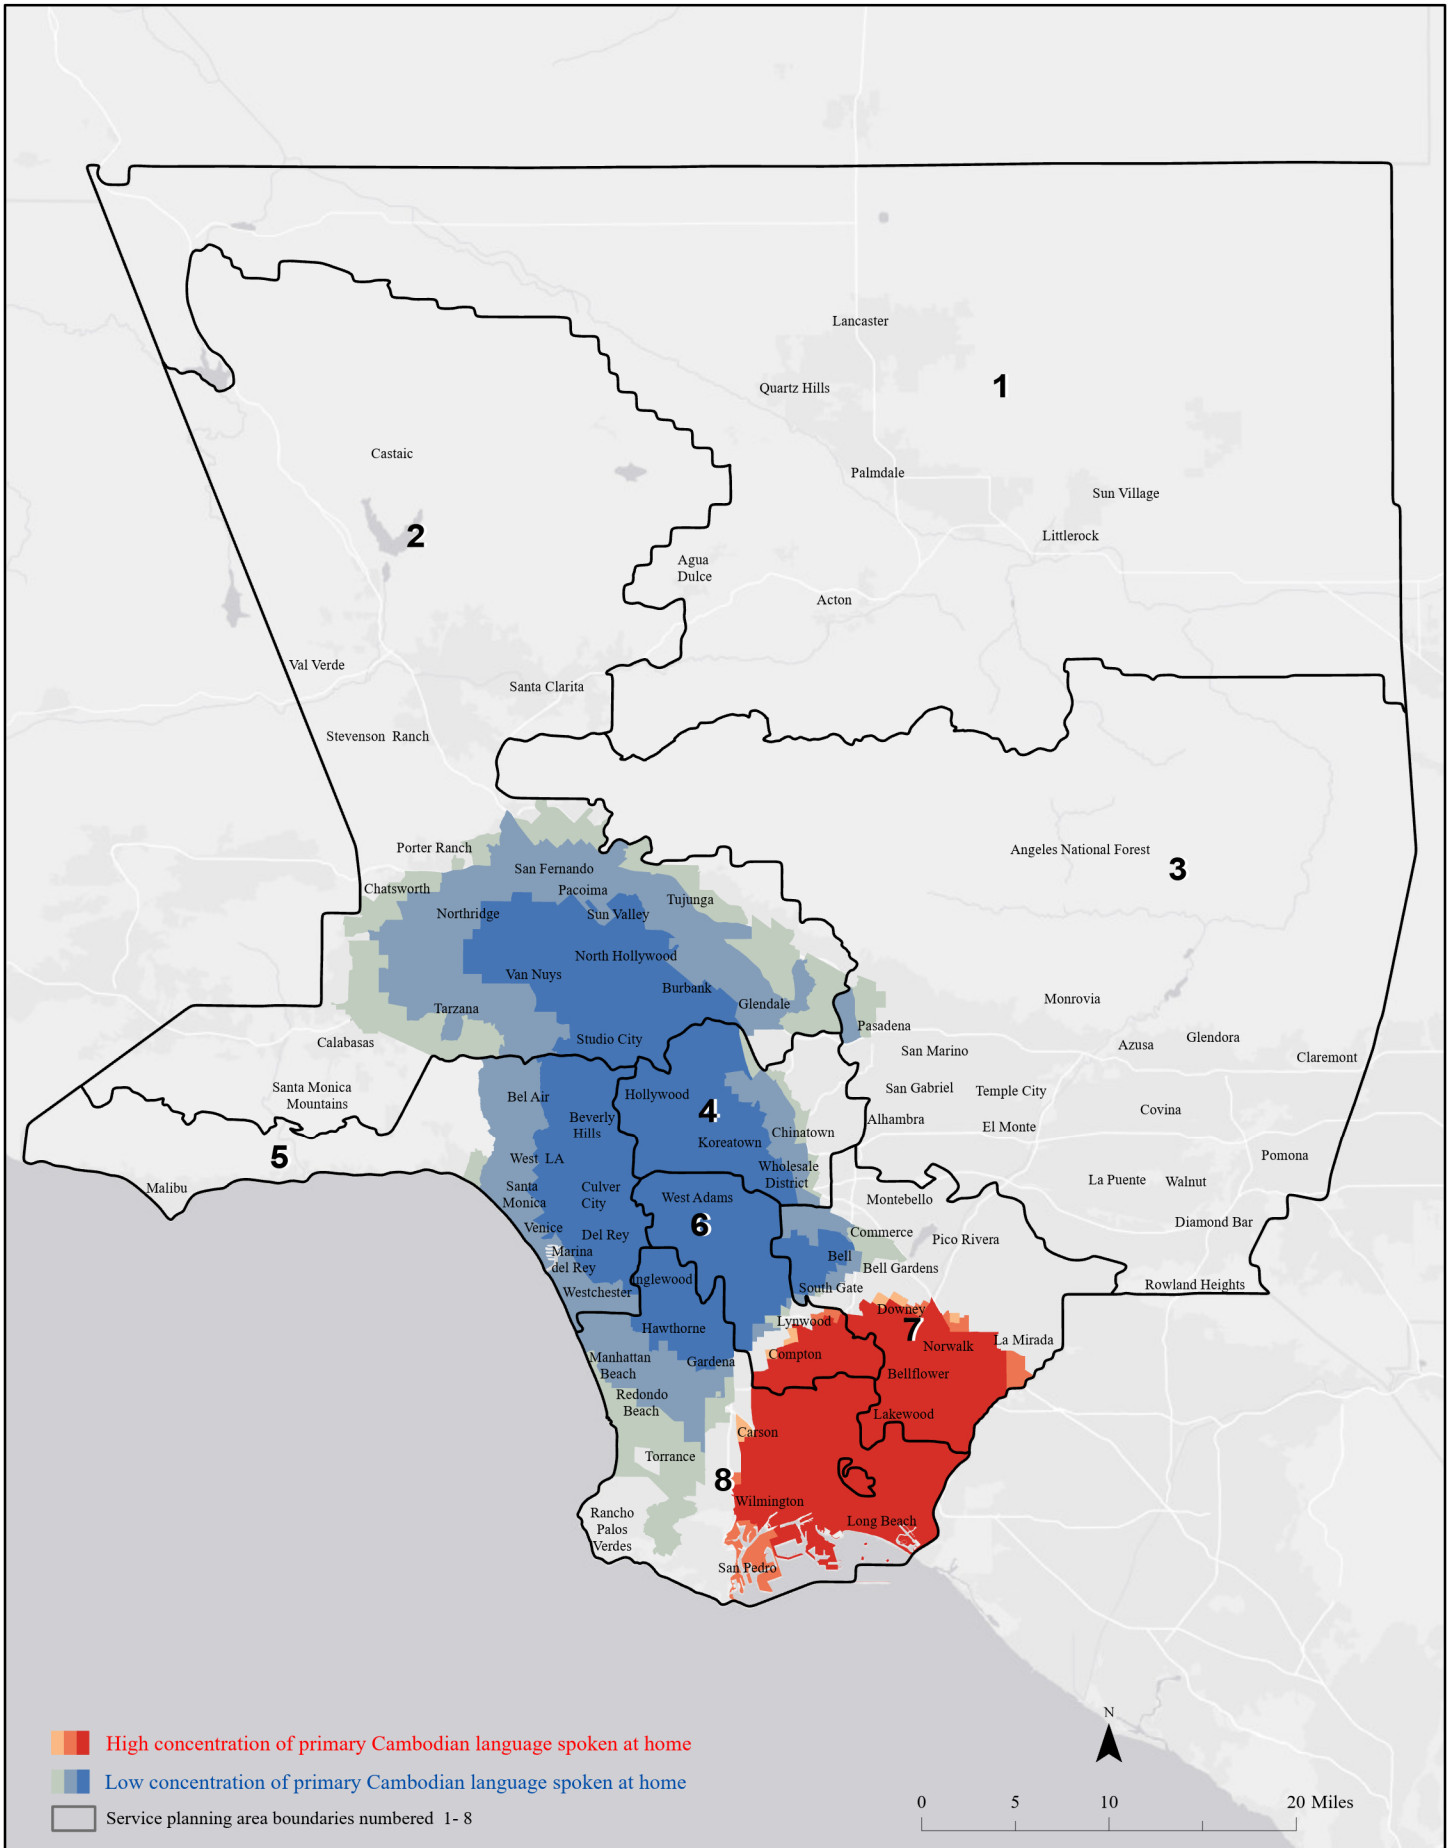 Lancaster
1
Quartz Hills
Castaic
Palmdale
Sun Village
2
Littlerock
Agua
Dulce
Acton
Val Verde
Santa Clarita
Stevenson Ranch
Porter Ranch
Angeles National Forest
3
San Fernando
Chatsworth
Pacoima
Tujunga
Northridge
Sun Valley
North Hollywood
Van Nuys
Burbank
Monrovia
Tarzana
Glendale
Pasadena
Studio City
Calabasas
Glendora
Azusa
San Marino
Claremont
Santa Monica
Mountains
San Gabriel
Temple City
Bel Air
Hollywood
4
Beverly
Hills
Covina
Alhambra
El Monte
Chinatown
Koreatown
5
West LA
Pomona
Wholesale
District
La Puente
Walnut
Malibu
Santa
Monica
Culver
City
West Adams
Montebello
6
Diamond Bar
Venice
Del Rey
Commerce
Pico Rivera
Marina
del Rey
Bell
Bell Gardens
Inglewood
South Gate
Rowland Heights
Westchester
Downey
Lynwood
7
Hawthorne
La Mirada
Norwalk
Compton
Manhattan
Beach
Gardena
Bellflower
Redondo
Beach
Lakewood
Carson
Torrance
8
Wilmington
Rancho
Palos
Verdes
Long Beach
San Pedro
N
High concentration of primary Cambodian language spoken at home
Low concentration of primary Cambodian language spoken at home
Service planning area boundaries numbered 1- 8
0 5 10 20 Miles